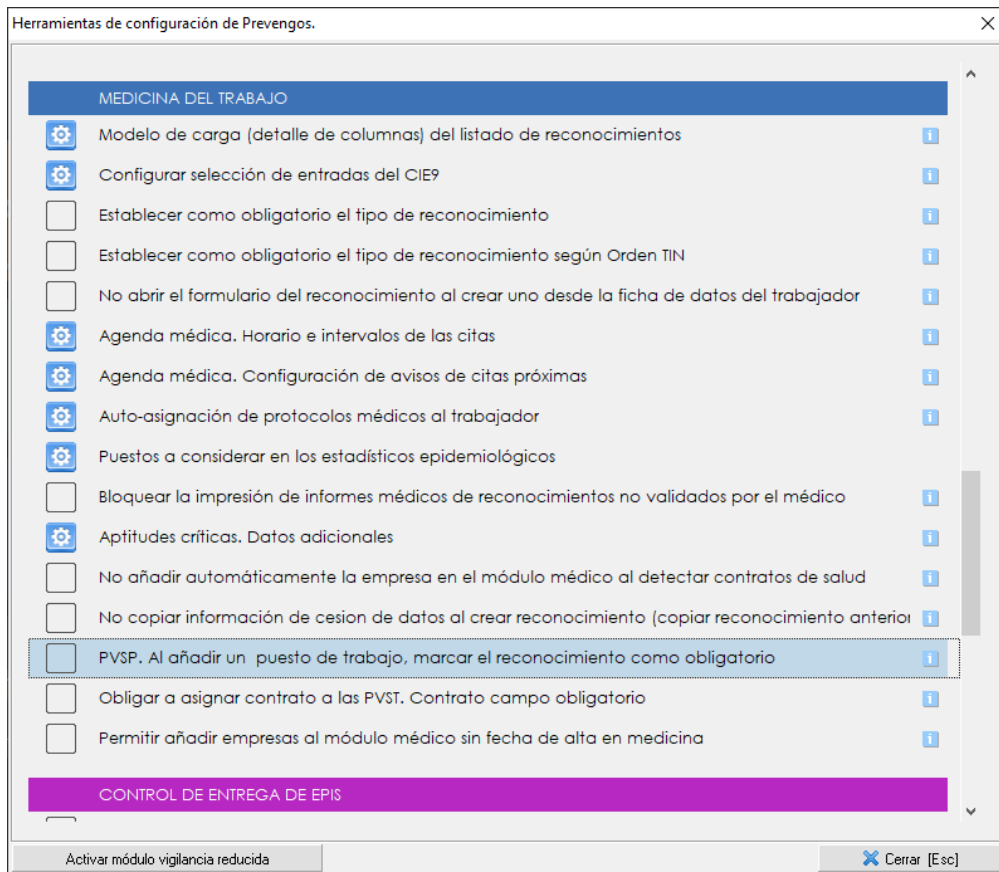 Herramientas de configuración de Prevengos.
MEDICINA DEL TRABAJO
Modelo de carga (detalle de columnas) del listado de reconocimientos
Configurar selección de entradas del CIE9
Establecer como obligatorio el tipo de reconocimiento
Establecer como obligatorio el tipo de reconocimiento según Orden TIN
No abrir el formulario del reconocimiento al crear uno desde la ficha de datos del trabajador
Agenda médica. Horario e intervalos de las citas
Agenda médica. Configuración de avisos de citas próximas
Auto-asignación de protocolos médicos al trabajador
Puestos a considerar en los estadísticos epidemiológicos
Bloquear la impresión de informes médicos de reconocimientos no validados por el médico
Aptitudes críticas. Datos adicionales
No añadir automáticamente la empresa en el módulo médico al detectar contratos de salud
No copiar información de cesion de datos al crear reconocimiento (copiar reconocimiento anterior
PVSP. Al añadir un  puesto de trabajo, marcar el reconocimiento como obligatorio
Obligar a asignar contrato a las PVST. Contrato campo obligatorio
Permitir añadir empresas al módulo médico sin fecha de alta en medicina
CONTROL DE ENTREGA DE EPIS
Activar módulo vigilancia reducida
Cerrar [Esc]